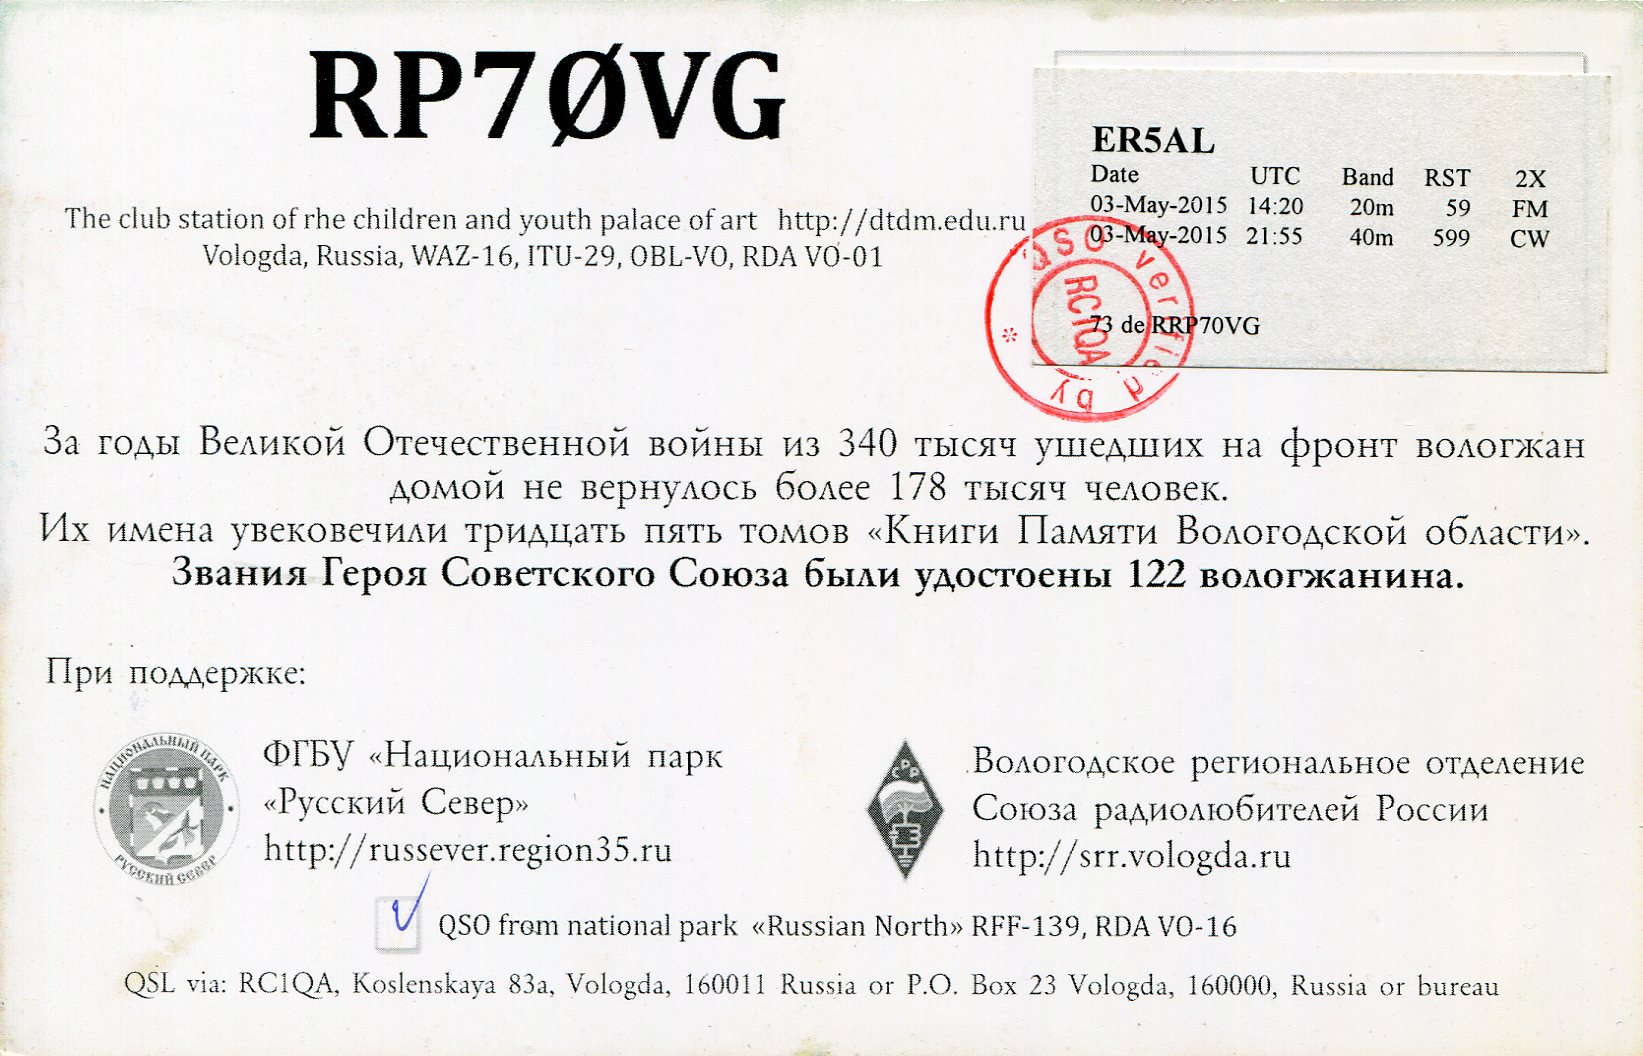 RP7ØVG
The club station of rhe children and youth palace of art http://dtdm.edu.ru
Vologda, Russia, WAZ-16, ITU-29, OBL-VO, RDA VO-01
ER5AL
Date UTC Band RST 2X
03-May-2015 14:20 20m 59 FM
03-May-2015 21:55 40m 599 CW
73 de RRP70VG
QSO verified by
RC1QA
*
За годы Великой Отечественной войны из 340 тысяч ушедших на фронт вологжан
домой не вернулось более 178 тысяч человек.
Их имена увековечили тридцать пять томов «Книги Памяти Вологодской области».
Звания Героя Советского Союза были удостоены 122 вологжанина.
При поддержке:
НАЦИОНАЛЬНЫЙ ПАРК
РУССКИЙ СЕВЕР
ФГБУ «Национальный парк
«Русский Север»
http://russever.region35.ru
СРР
Вологодское региональное отделение
Союза радиолюбителей России
http://srr.vologda.ru
QSO from national park «Russian North» RFF-139, RDA VO-16
QSL via: RC1QA, Koslenskaya 83a, Vologda, 160011 Russia or P.O. Box 23 Vologda, 160000, Russia or bureau